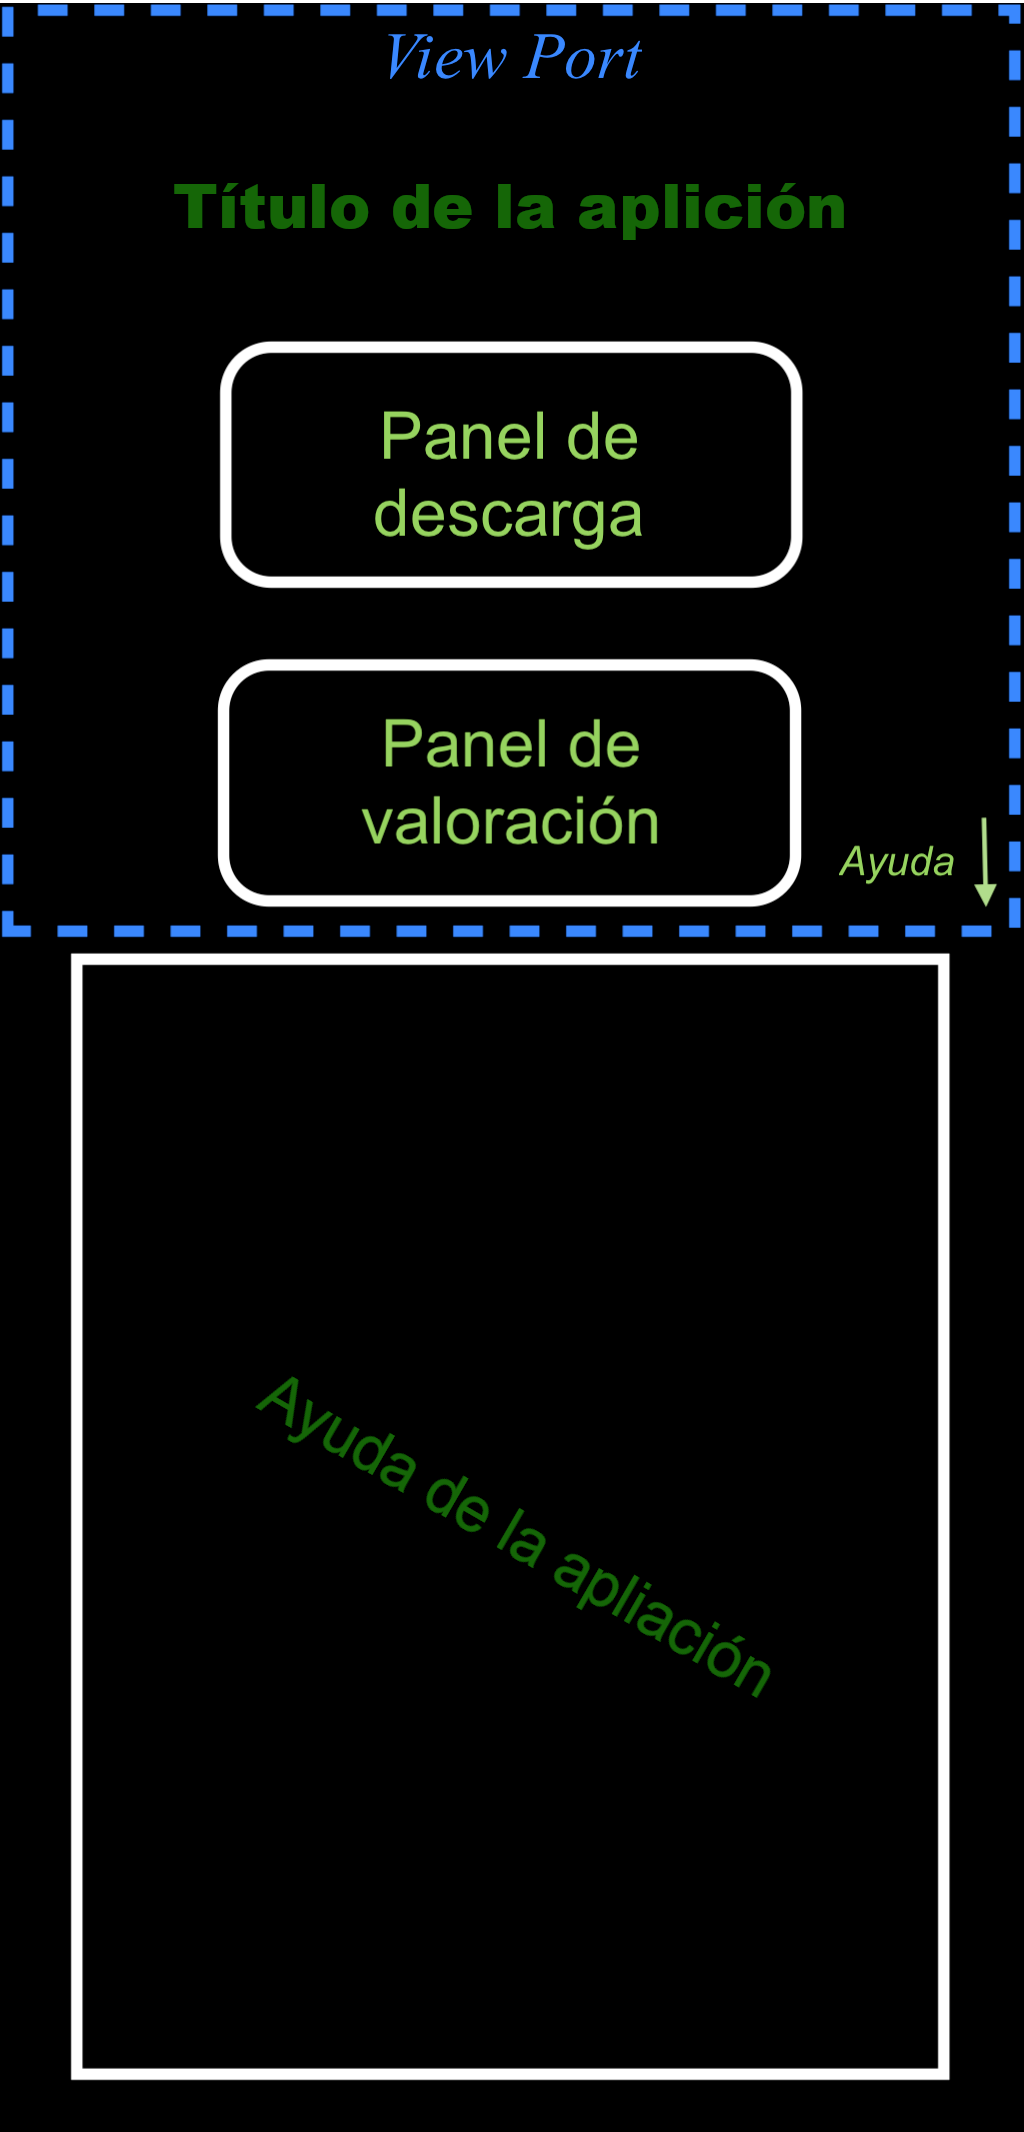 View Port
Título de la aplición
Panel de
descarga
Panel de
valoración
Ayuda
Ayuda de la apliación